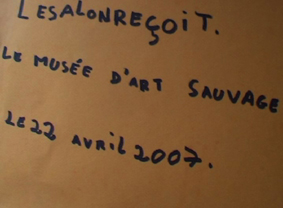 LESALONREÇOIT.
LE MUSÉE D'ART SAUVAGE
LE 22 AVRIL 2007.